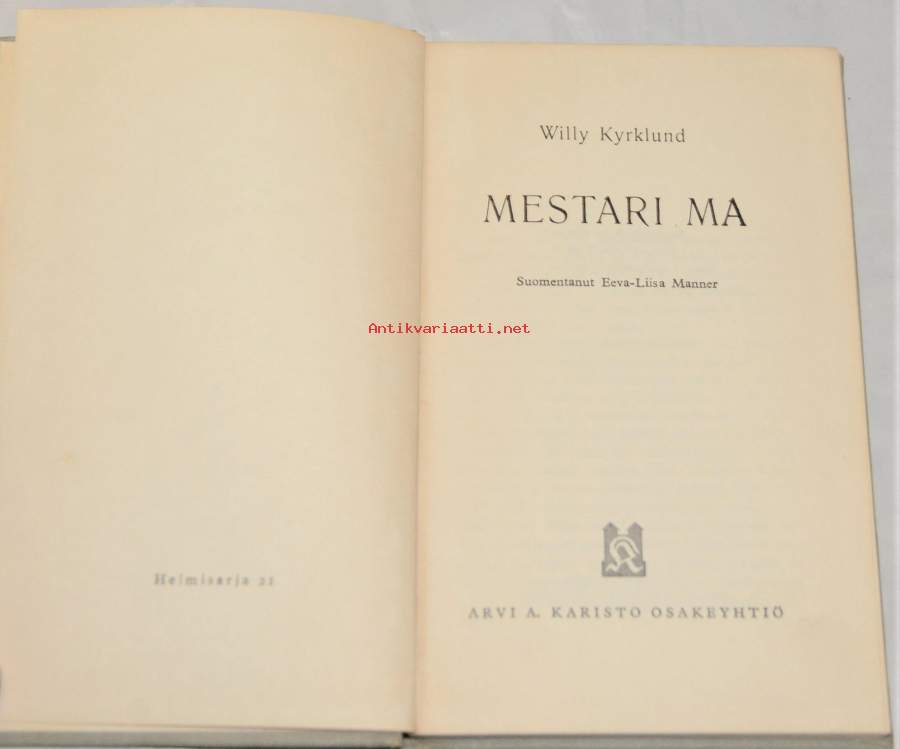 Helmisarja 21
Willy Kyrklund
MESTARI MA
Suomentanut Eeva-Liisa Manner
Antikvariaatti.net
ARVI A. KARISTO OSAKEYHTIÖ